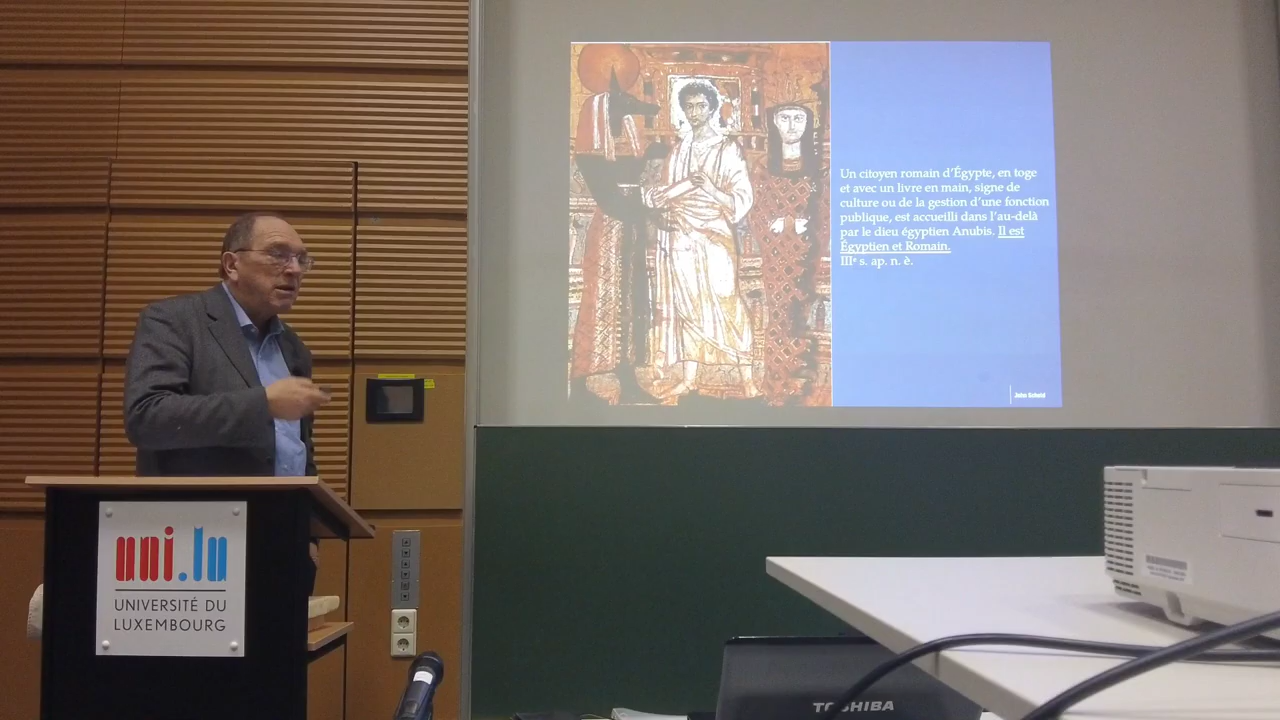 Un citoyen romain d'Égypte, en toge
et avec un livre en main, signe de
culture ou de la gestion d'une fonction
publique, est accueilli dans l'au-delà
par le dieu égyptien Anubis. Il est
Égyptien et Romain.
IIIe s. ap. n. è.
John Scheid
uni.lu
UNIVERSITÉ DU
LUXEMBOURG
TOSHIBA